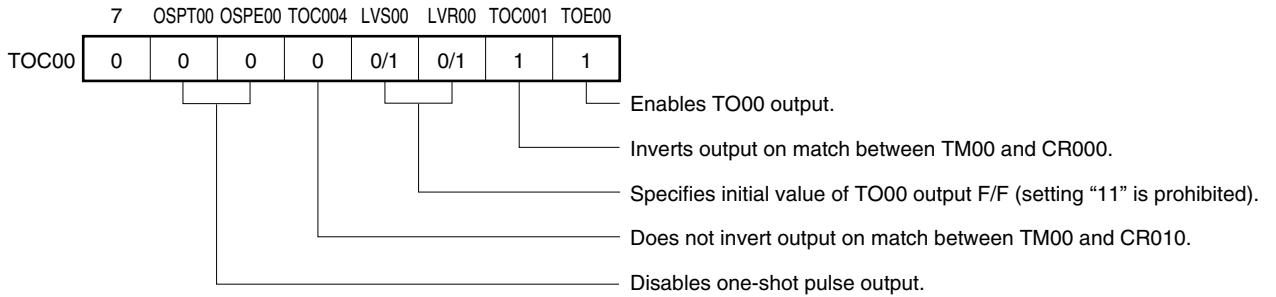 7 OSPT00 OSPE00 TOC004 LVS00 LVR00 TOC001 TOE00
TOC00 0 0 0 0 0/1 0/1 1 1
Enables TO00 output.
Inverts output on match between TM00 and CR000.
Specifies initial value of TO00 output F/F (setting “11” is prohibited).
Does not invert output on match between TM00 and CR010.
Disables one-shot pulse output.